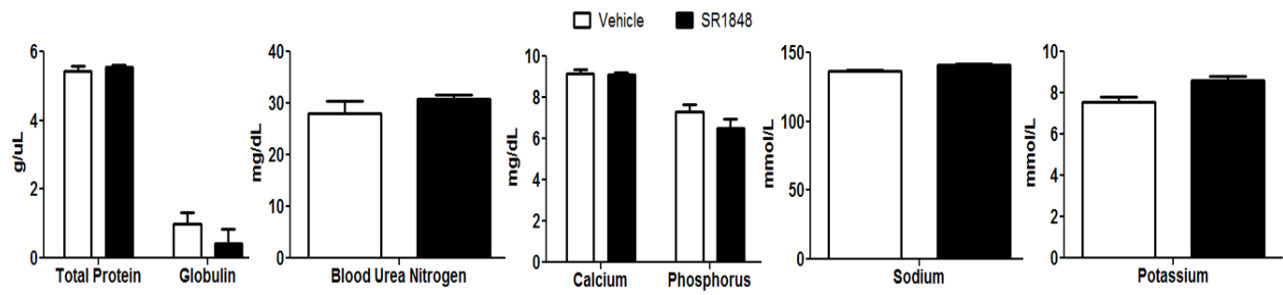 Vehicle SR1848
g/uL
6
4
2
0
Total Protein Globulin
mg/dL
40
30
20
10
0
Blood Urea Nitrogen
mg/dL
10
8
6
4
2
0
Calcium Phosphorus
mmol/L
150
100
50
0
Sodium
mmol/L
10
8
6
4
2
0
Potassium